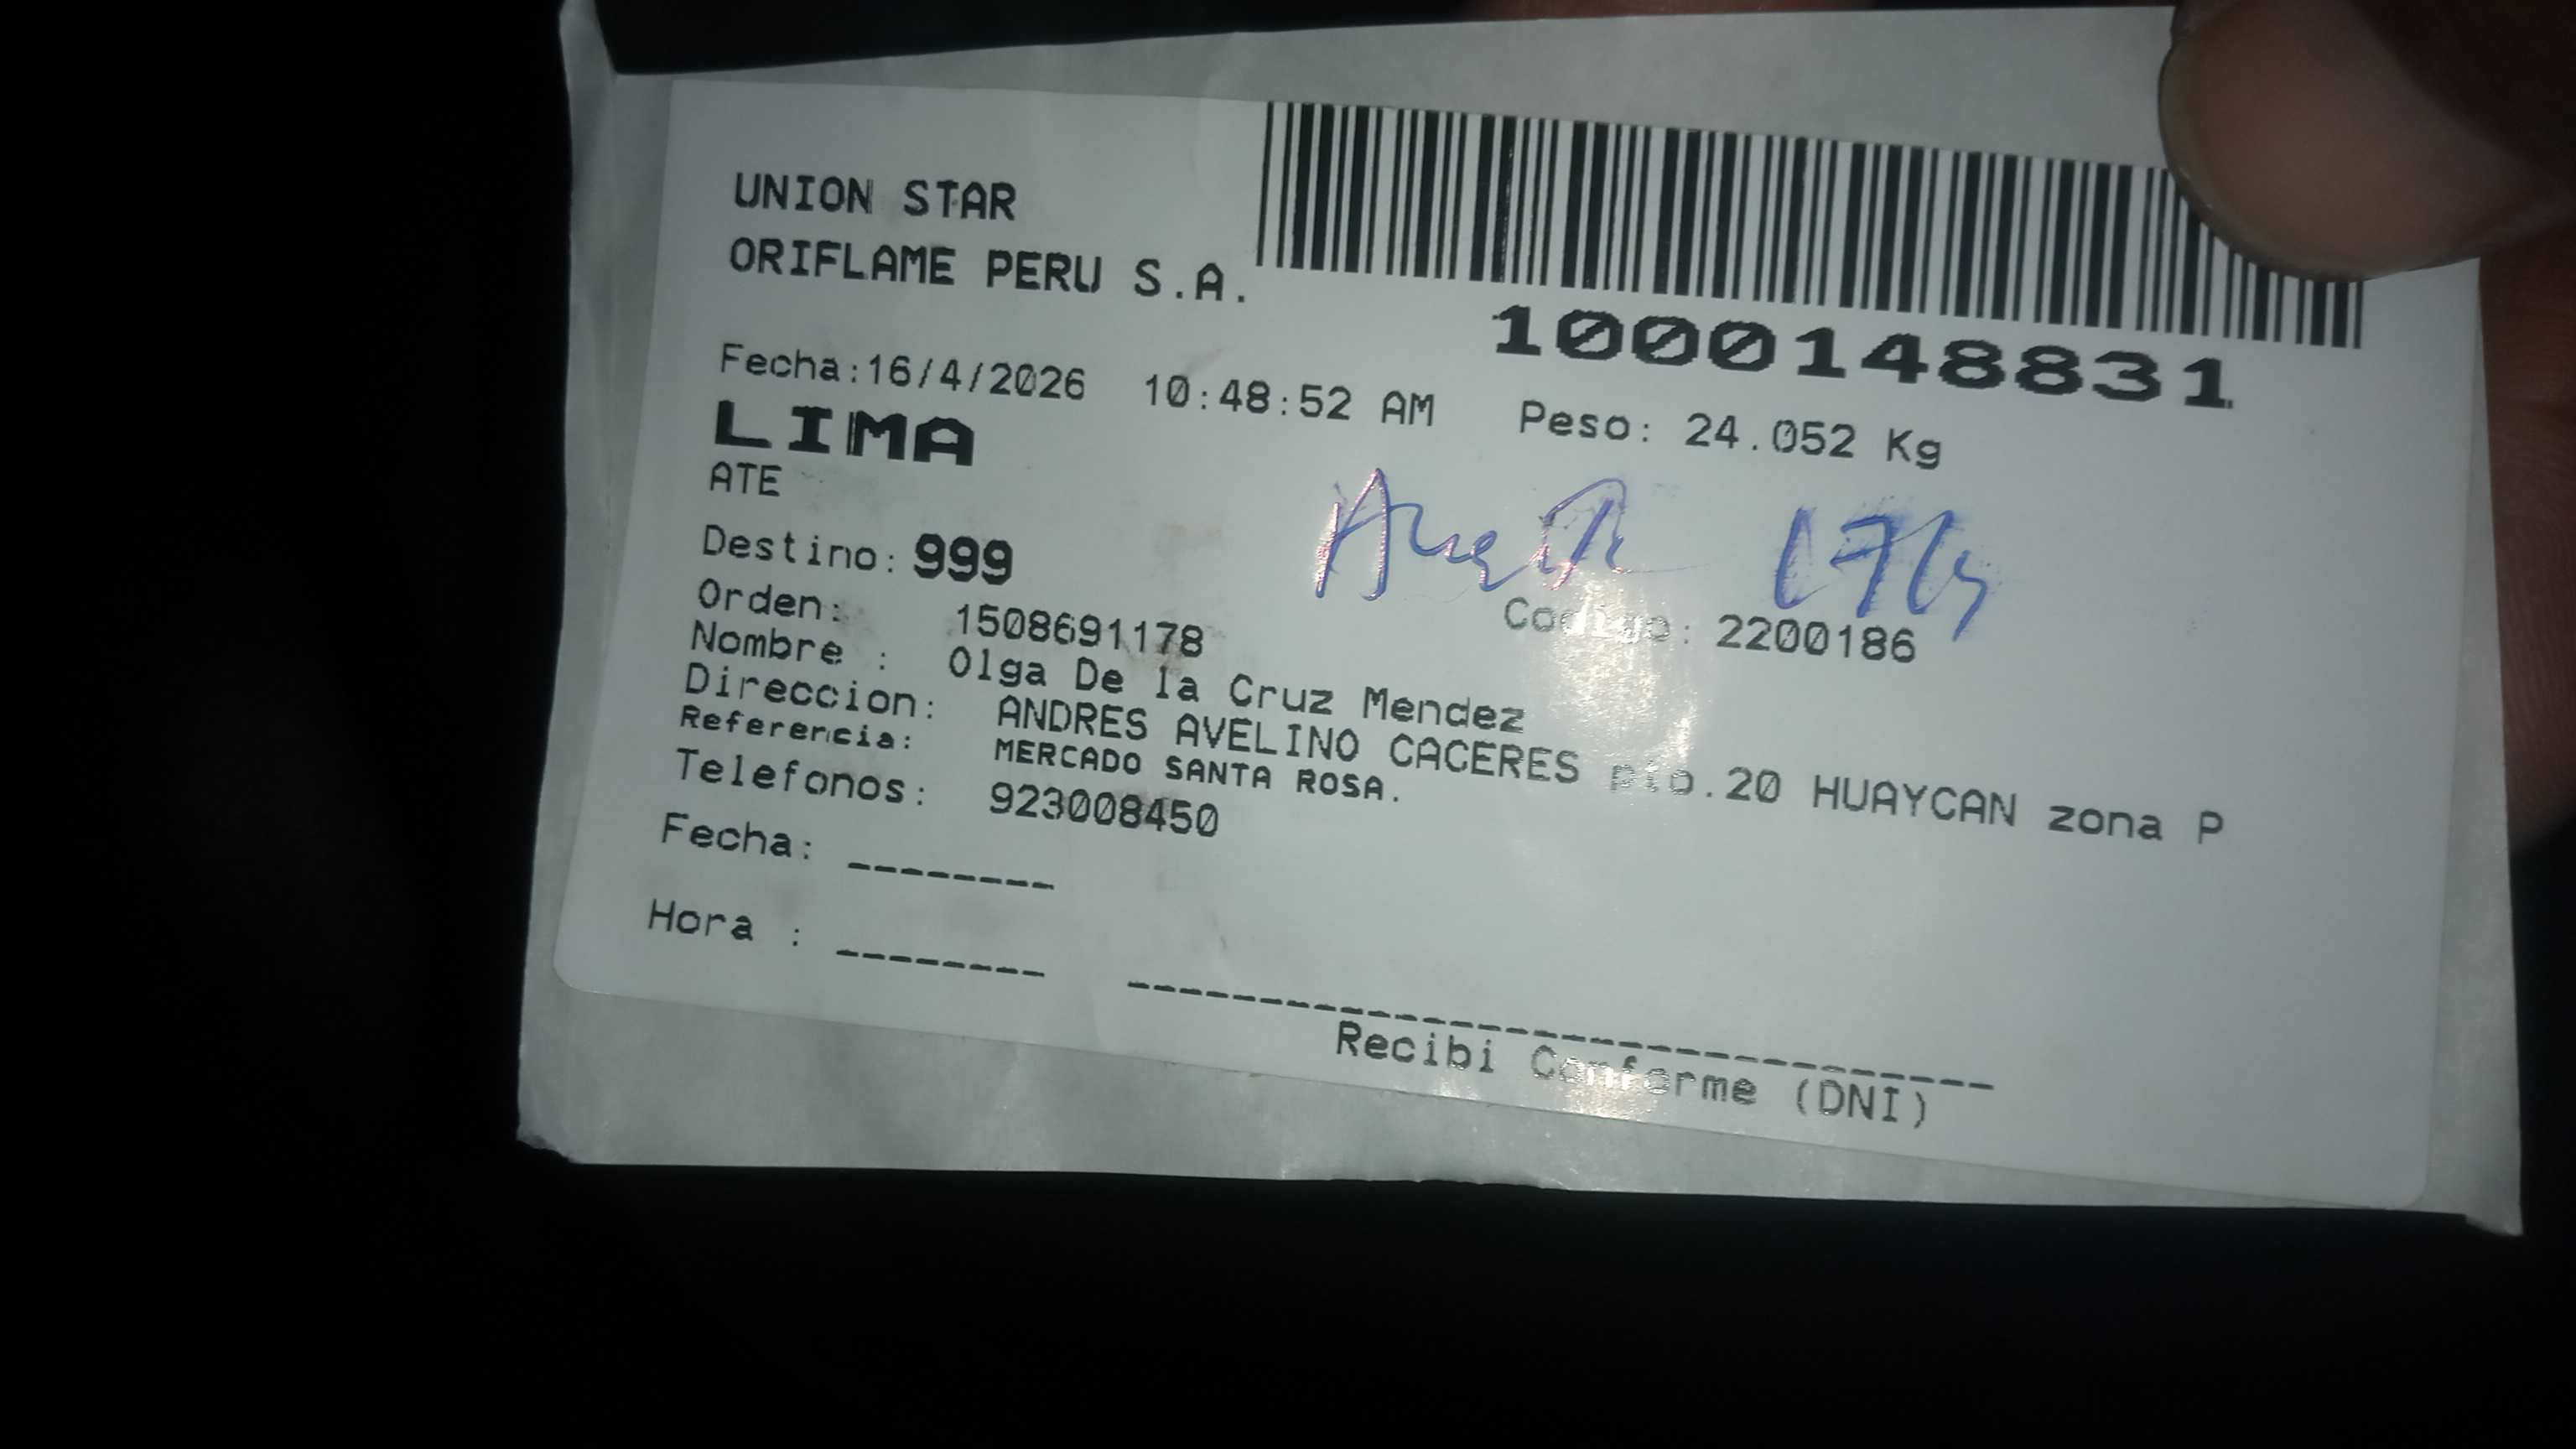 UNION STAR
ORIFLAME PERU S.A.
1000148831
Fecha:16/4/2026 10:48:52 AM Peso: 24.052 Kg
LIMA
ATE
Destino: 999
Orden: 1508691178 Codigo: 2200186
Nombre : Olga De la Cruz Mendez
Direccion: ANDRES AVELINO CACERES pto.20 HUAYCAN zona P
Referencia: MERCADO SANTA ROSA.
Telefonos: 923008450
Fecha: --------
Hora : --------
Recibi Conforme (DNI)